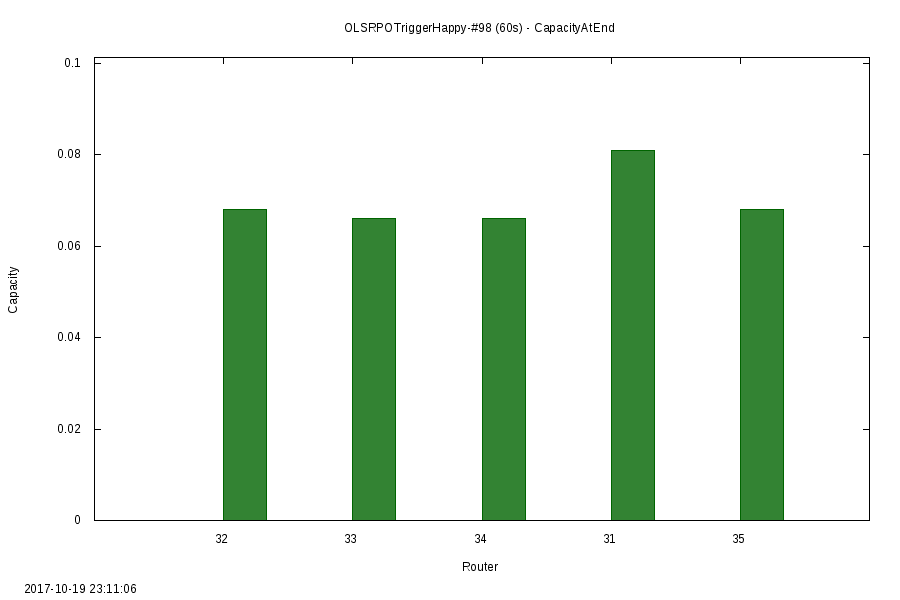 OLSRPOTriggerHappy-#98 (60s) - CapacityAtEnd
0.1
0.08
0.06
0.04
0.02
0
Capacity
32 33 34 31 35
Router
2017-10-19 23:11:06